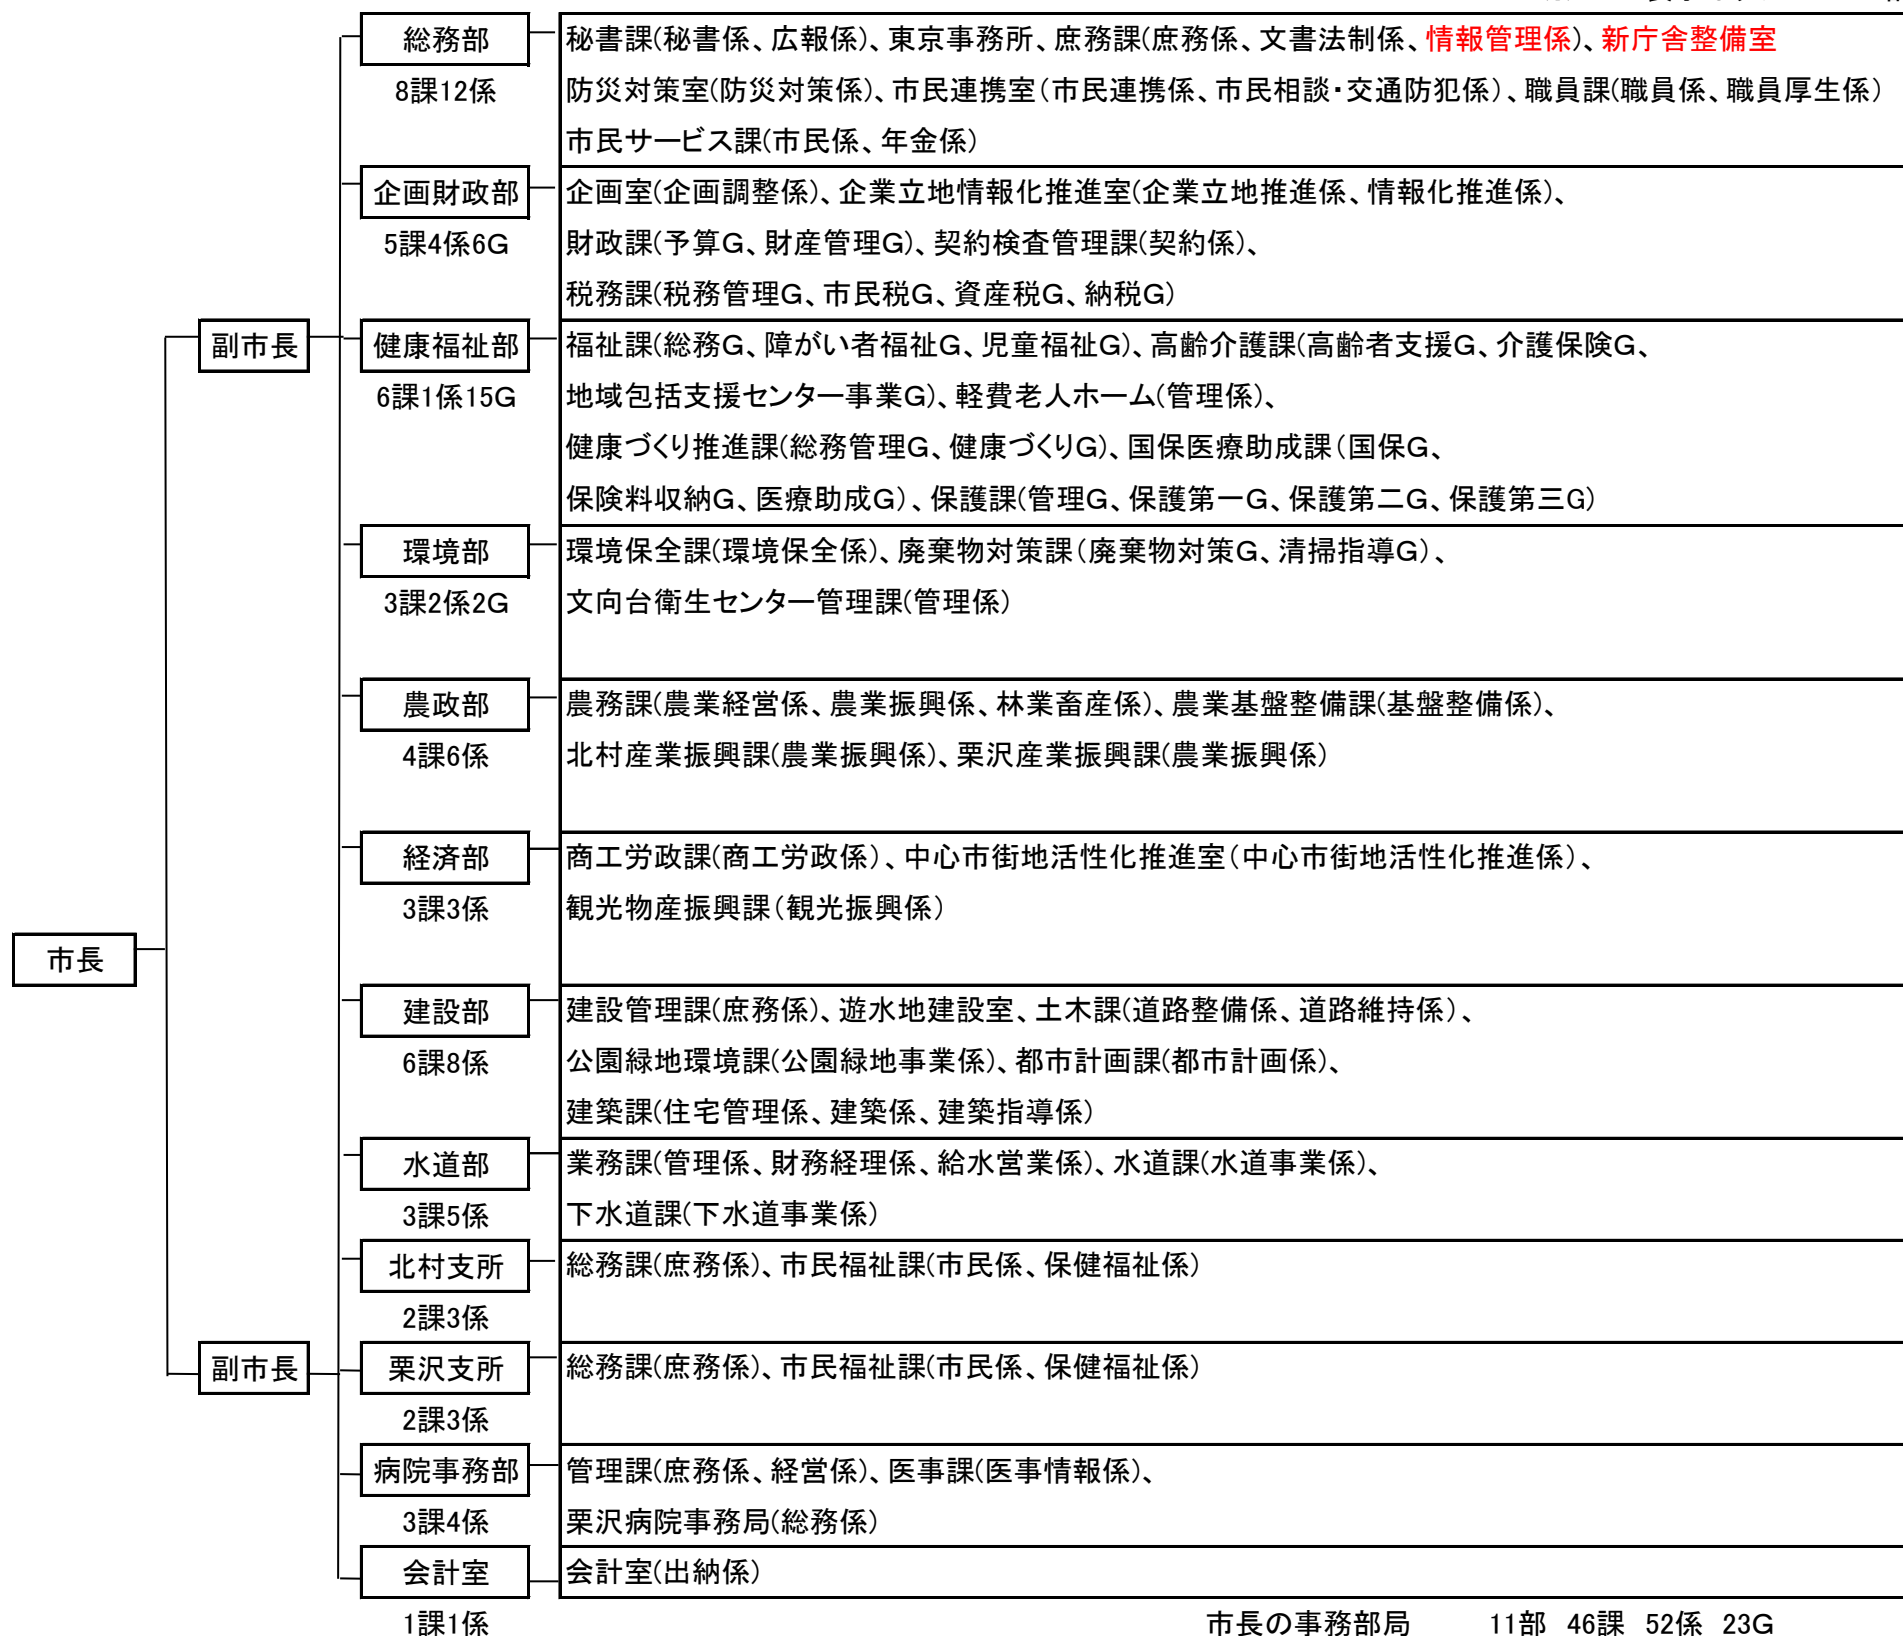 総務部 秘書課(秘書係、広報係)、東京事務所、庶務課(庶務係、文書法制係、情報管理係)、新庁舎整備室
8課12係 防災対策室(防災対策係)、市民連携室(市民連携係、市民相談・交通防犯係)、職員課(職員係、職員厚生係)
市民サービス課(市民係、年金係)
企画財政部 企画室(企画調整係)、企業立地情報化推進室(企業立地推進係、情報化推進係)、
5課4係6G 財政課(予算G、財産管理G)、契約検査管理課(契約係)、
税務課(税務管理G、市民税G、資産税G、納税G)
副市長 健康福祉部 福祉課(総務G、障がい者福祉G、児童福祉G)、高齢介護課(高齢者支援G、介護保険G、
6課1係15G 地域包括支援センター事業G)、軽費老人ホーム(管理係)、
健康づくり推進課(総務管理G、健康づくりG)、国保医療助成課(国保G、
保険料収納G、医療助成G)、保護課(管理G、保護第一G、保護第二G、保護第三G)
環境部 環境保全課(環境保全係)、廃棄物対策課(廃棄物対策G、清掃指導G)、
3課2係2G 文向台衛生センター管理課(管理係)
農政部 農務課(農業経営係、農業振興係、林業畜産係)、農業基盤整備課(基盤整備係)、
4課6係 北村産業振興課(農業振興係)、栗沢産業振興課(農業振興係)
経済部 商工労政課(商工労政係)、中心市街地活性化推進室(中心市街地活性化推進係)、
3課3係 観光物産振興課(観光振興係)
市長
建設部 建設管理課(庶務係)、遊水地建設室、土木課(道路整備係、道路維持係)、
6課8係 公園緑地環境課(公園緑地事業係)、都市計画課(都市計画係)、
建築課(住宅管理係、建築係、建築指導係)
水道部 業務課(管理係、財務経理係、給水営業係)、水道課(水道事業係)、
3課5係 下水道課(下水道事業係)
北村支所 総務課(庶務係)、市民福祉課(市民係、保健福祉係)
2課3係
副市長 栗沢支所 総務課(庶務係)、市民福祉課(市民係、保健福祉係)
2課3係
病院事務部 管理課(庶務係、経営係)、医事課(医事情報係)、
3課4係 栗沢病院事務局(総務係)
会計室 会計室(出納係)
1課1係 市長の事務部局 11部 46課 52係 23G